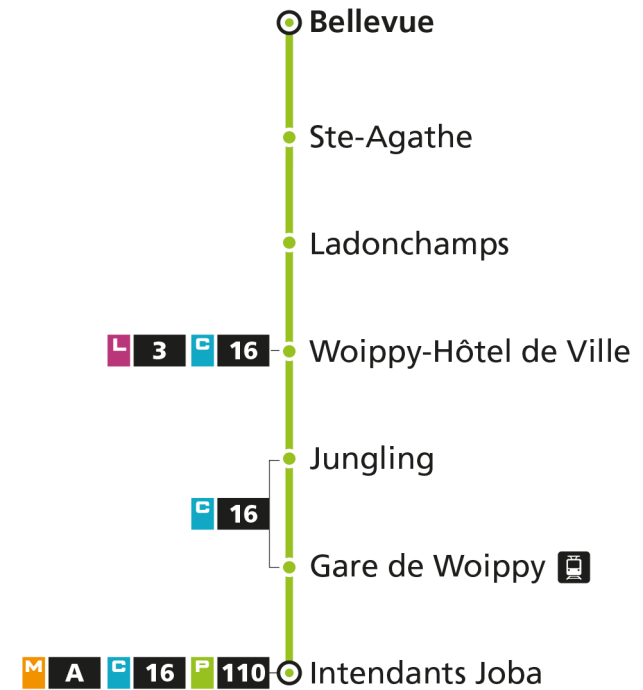 Bellevue
Ste-Agathe
Ladonchamps
L 3 C 16 Woippy-Hôtel de Ville
Jungling
C 16
Gare de Woippy
M A C 16 P 110 Intendants Joba